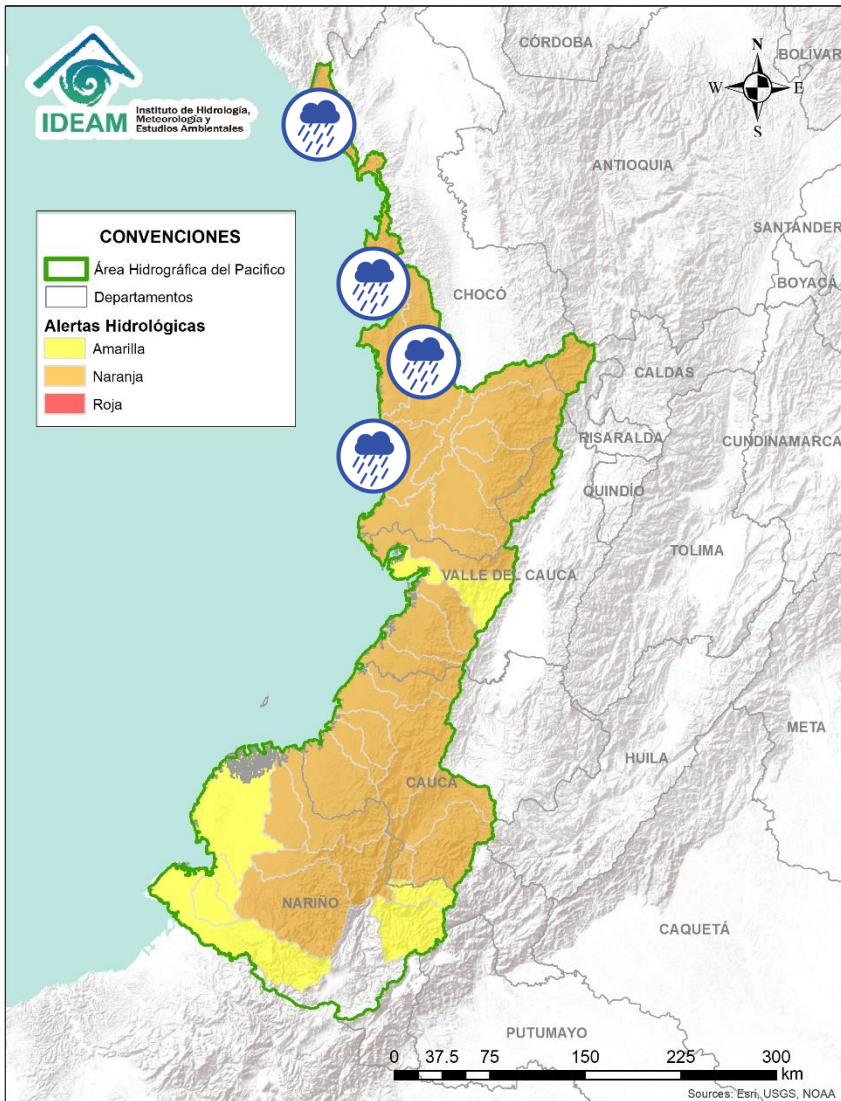 IDEAM
Instituto de Hidrología,
Meteorología y
Estudios Ambientales
CÓRDOBA
BOLÍVAR
N
W
E
S
ANTIOQUIA
SANTANDER
BOYACÁ
CONVENCIONES
Área Hidrográfica del Pacifico
Departamentos
Alertas Hidrológicas
Amarilla
Naranja
Roja
CHOCÓ
CALDAS
RISARALDA
CUNDINAMARCA
QUINDÍO
TOLIMA
VALLE DEL CAUCA
META
HUILA
CAUCA
NARIÑO
CAQUETÁ
PUTUMAYO
0 37.5 75 150 225 300
km
Sources: Esri, USGS, NOAA